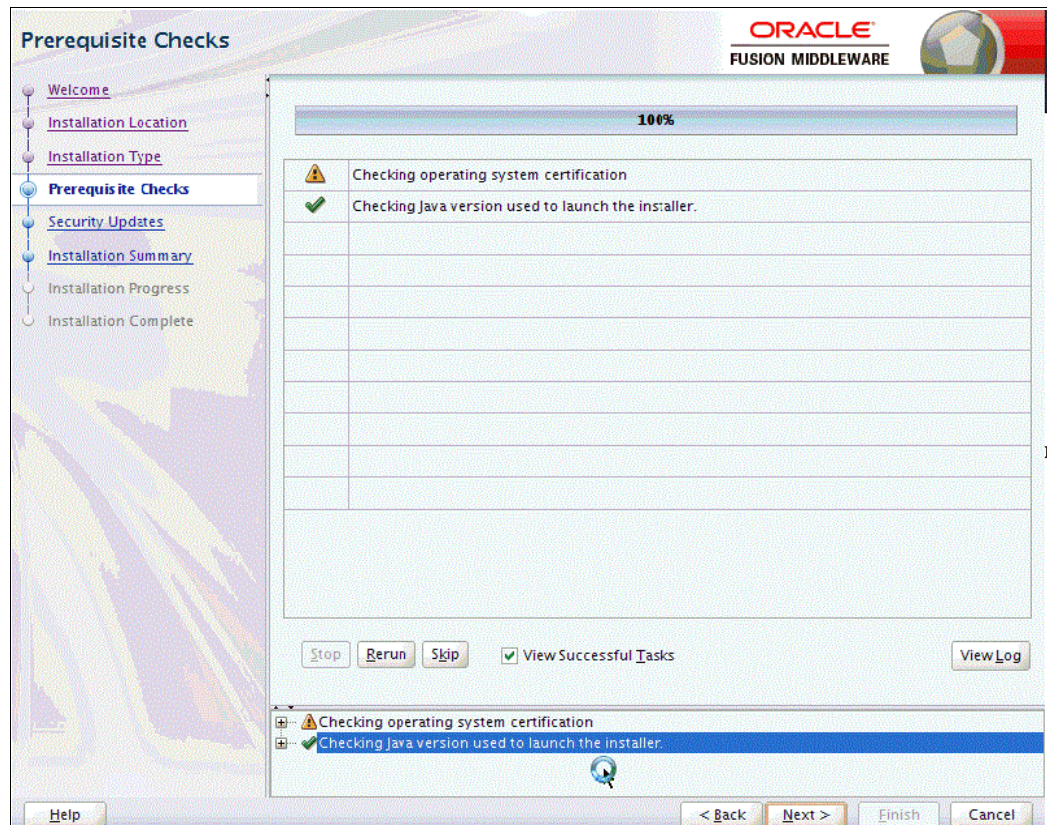 Prerequisite Checks
ORACLE
FUSION MIDDLEWARE
Welcome
Installation Location
Installation Type
Prerequisite Checks
Security Updates
Installation Summary
Installation Progress
Installation Complete
100%
Checking operating system certification
Checking Java version used to launch the installer.
Stop Rerun Skip View Successful Tasks View Log
Checking operating system certification
Checking Java version used to launch the installer.
Help < Back Next > Finish Cancel